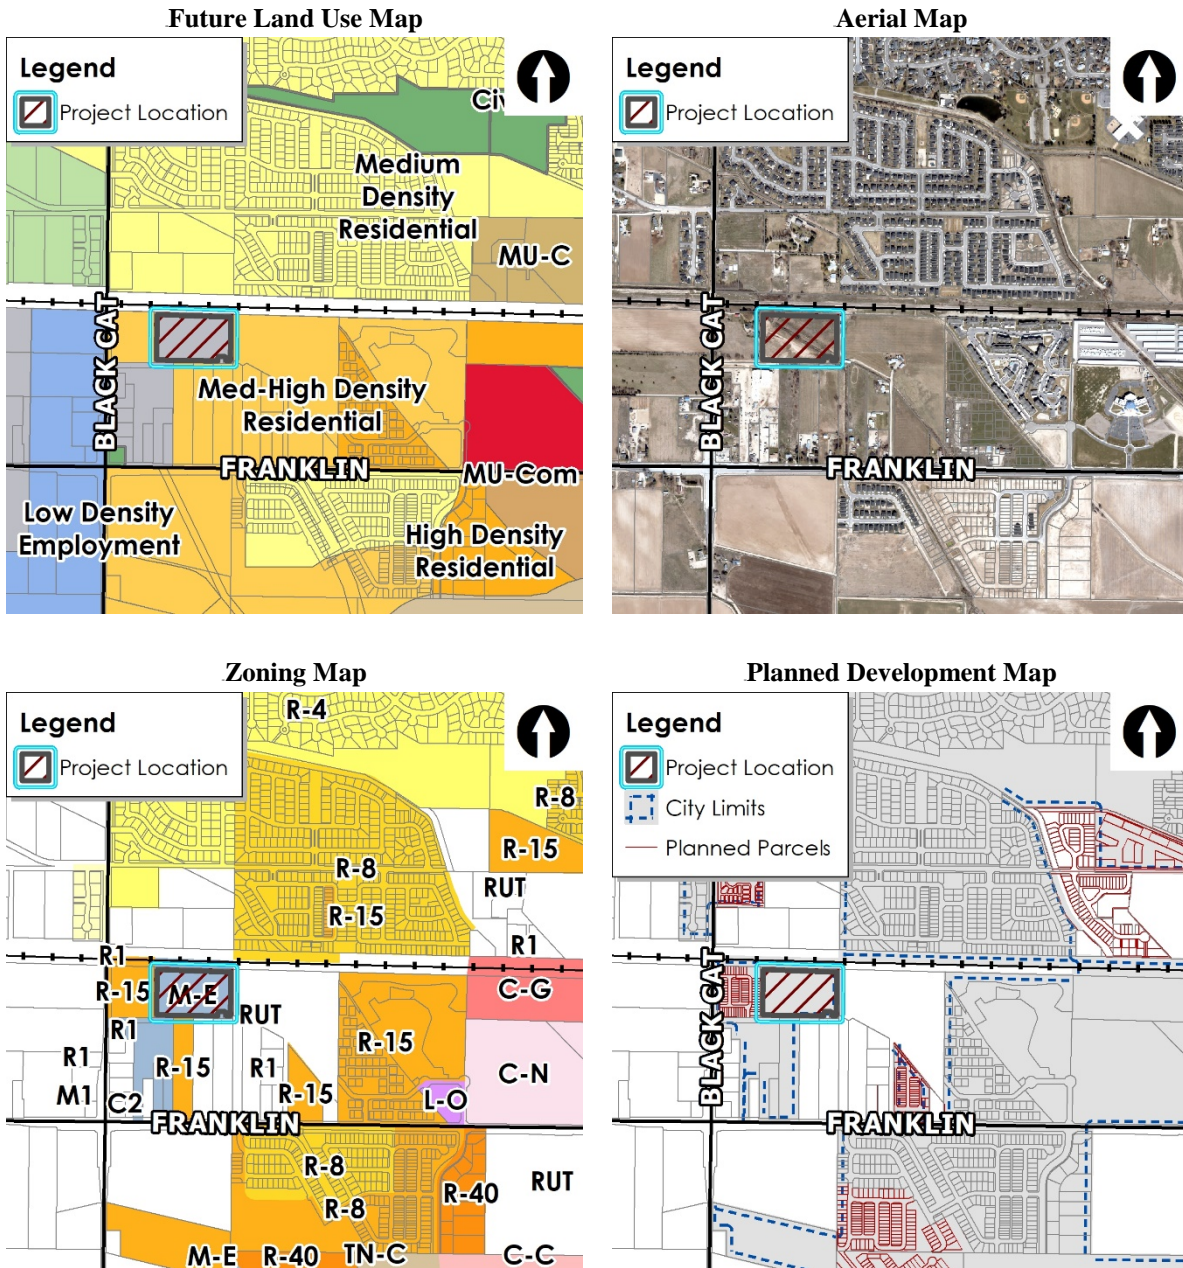 Future Land Use Map
Legend
Project Location
Medium
Density
Residential
MU-C
BLACK CAT
Med-High Density
Residential
FRANKLIN
MU-Com
Low Density
Employment
High Density
Residential
Aerial Map
Legend
Project Location
BLACK CAT
FRANKLIN
Zoning Map
Legend
Project Location
R-4
R-8
R-15
R-8
RUT
R-15
R1
R1
R-15
M-E
C-G
RUT
R1
R-15
R1
R-15
R1
C-N
M1
C2
R-15
L-O
FRANKLIN
R-8
R-8
R-40
RUT
M-E
R-40
TN-C
C-C
Planned Development Map
Legend
Project Location
City Limits
Planned Parcels
BLACK CAT
FRANKLIN